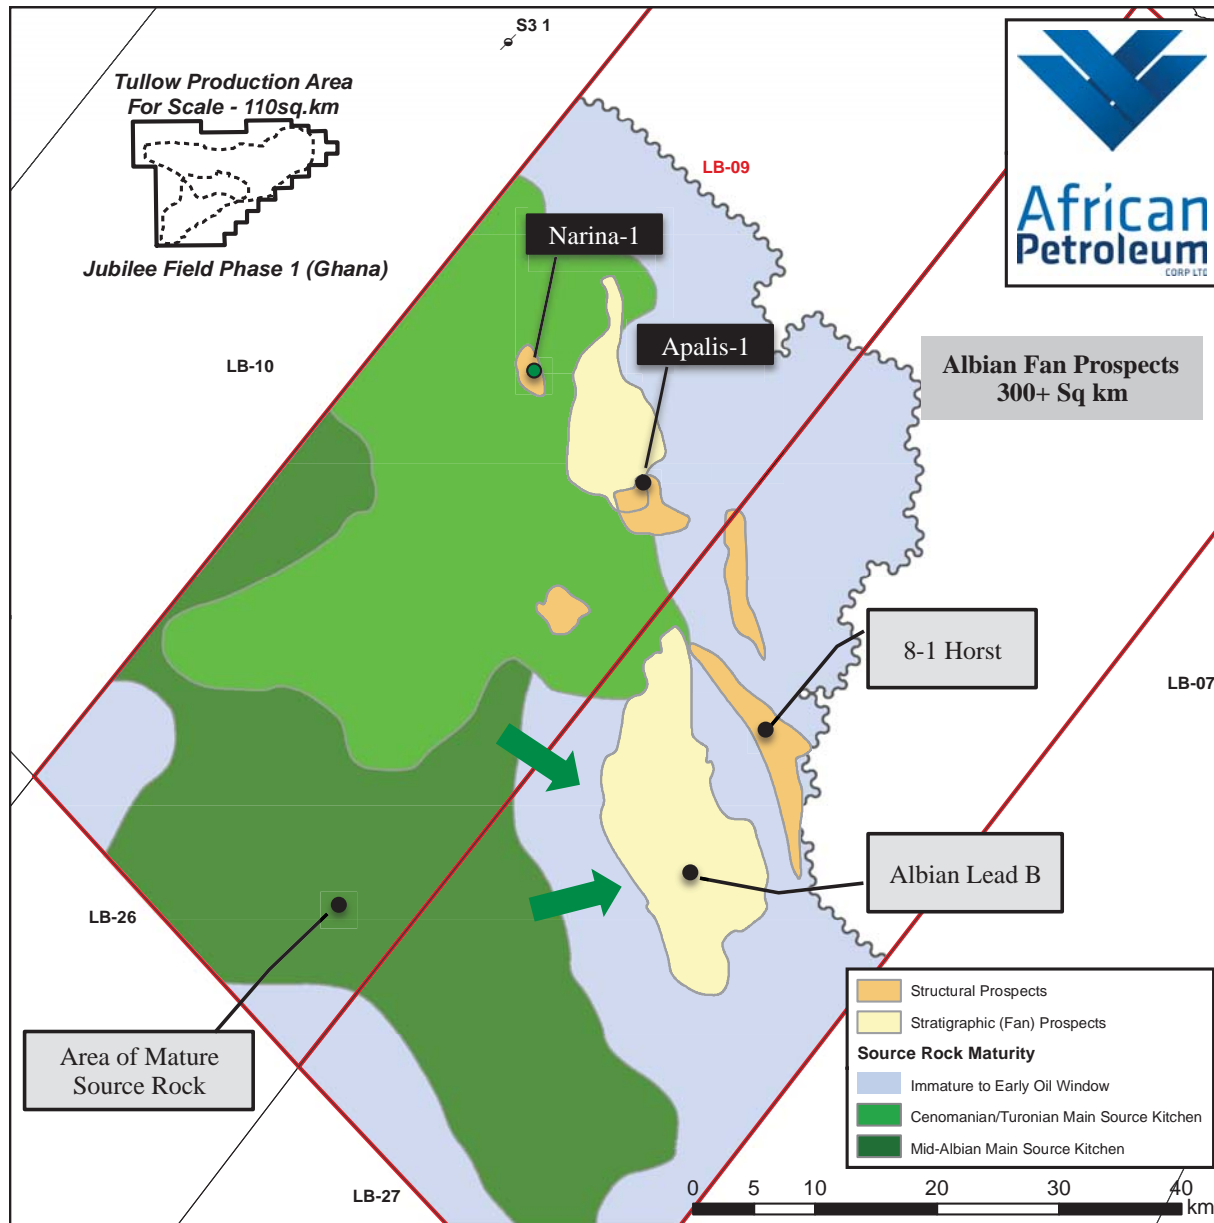 S3 1
Tullow Production Area
For Scale - 110sq.km
Jubilee Field Phase 1 (Ghana)
African
Petroleum
CORP LTD
LB-09
Narina-1
Apalis-1
Albian Fan Prospects
300+ Sq km
LB-10
8-1 Horst
LB-07
Albian Lead B
LB-26
Area of Mature
Source Rock
LB-27
Structural Prospects
Stratigraphic (Fan) Prospects
Source Rock Maturity
Immature to Early Oil Window
Cenomanian/Turonian Main Source Kitchen
Mid-Albian Main Source Kitchen
0 5 10 20 30 40
km